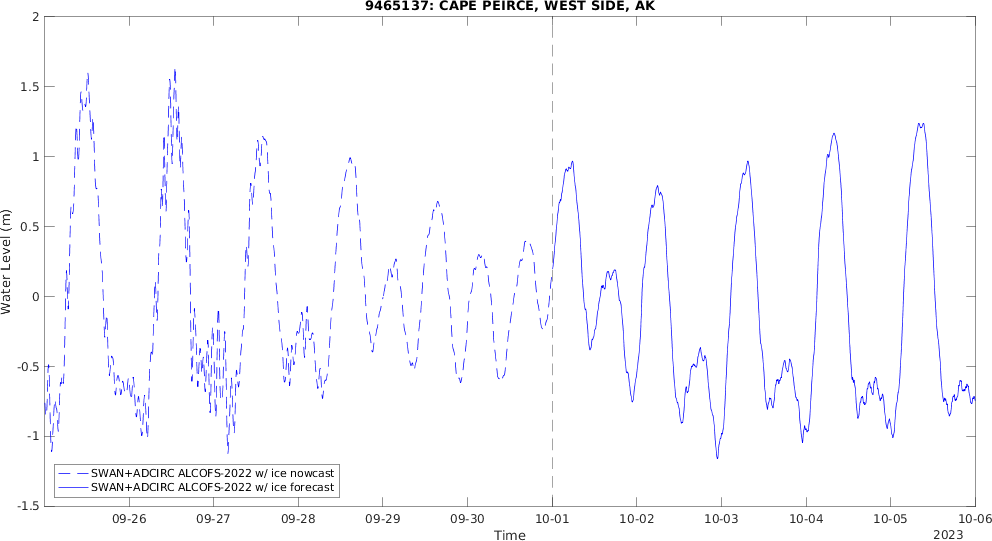 9465137: CAPE PEIRCE, WEST SIDE, AK
2
1.5
1
0.5
0
-0.5
-1
-1.5
Water Level (m)
SWAN+ADCIRC ALCOFS-2022 w/ ice nowcast
SWAN+ADCIRC ALCOFS-2022 w/ ice forecast
09-26 09-27 09-28 09-29 09-30 10-01 10-02 10-03 10-04 10-05 10-06
Time
2023